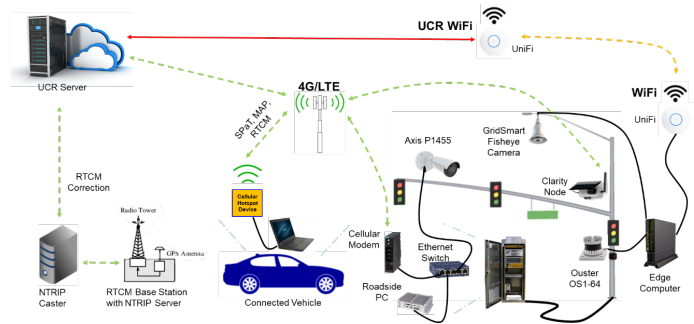 UCR WiFi
UniFi
UCR Server
4G/LTE
WiFi
UniFi
SPaT, MAP,
RTCM
GridSmart
Fisheye
Camera
Axis P1455
Clarity
Node
RTCM
Correction
Cellular
Hotspot
Device
Radio Tower
GPS Antenna
Cellular
Modem
Ethernet
Switch
NTRIP
Caster
RTCM Base Station
with NTRIP Server
Connected Vehicle
Roadside
PC
Ouster
OS1-64
Edge
Computer